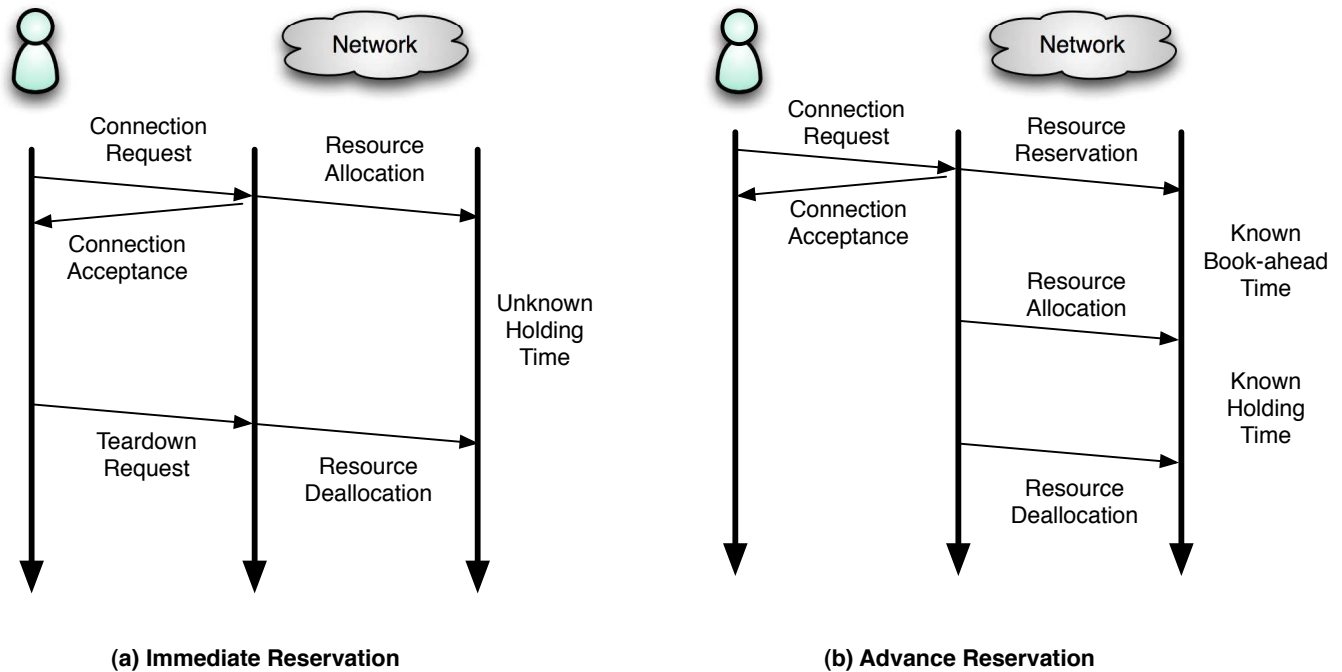 Network
Connection
Request
Resource
Allocation
Connection
Acceptance
Unknown
Holding
Time
Teardown
Request
Resource
Deallocation
(a) Immediate Reservation
Network
Connection
Request
Resource
Reservation
Connection
Acceptance
Known
Book-ahead
Time
Resource
Allocation
Known
Holding
Time
Resource
Deallocation
(b) Advance Reservation